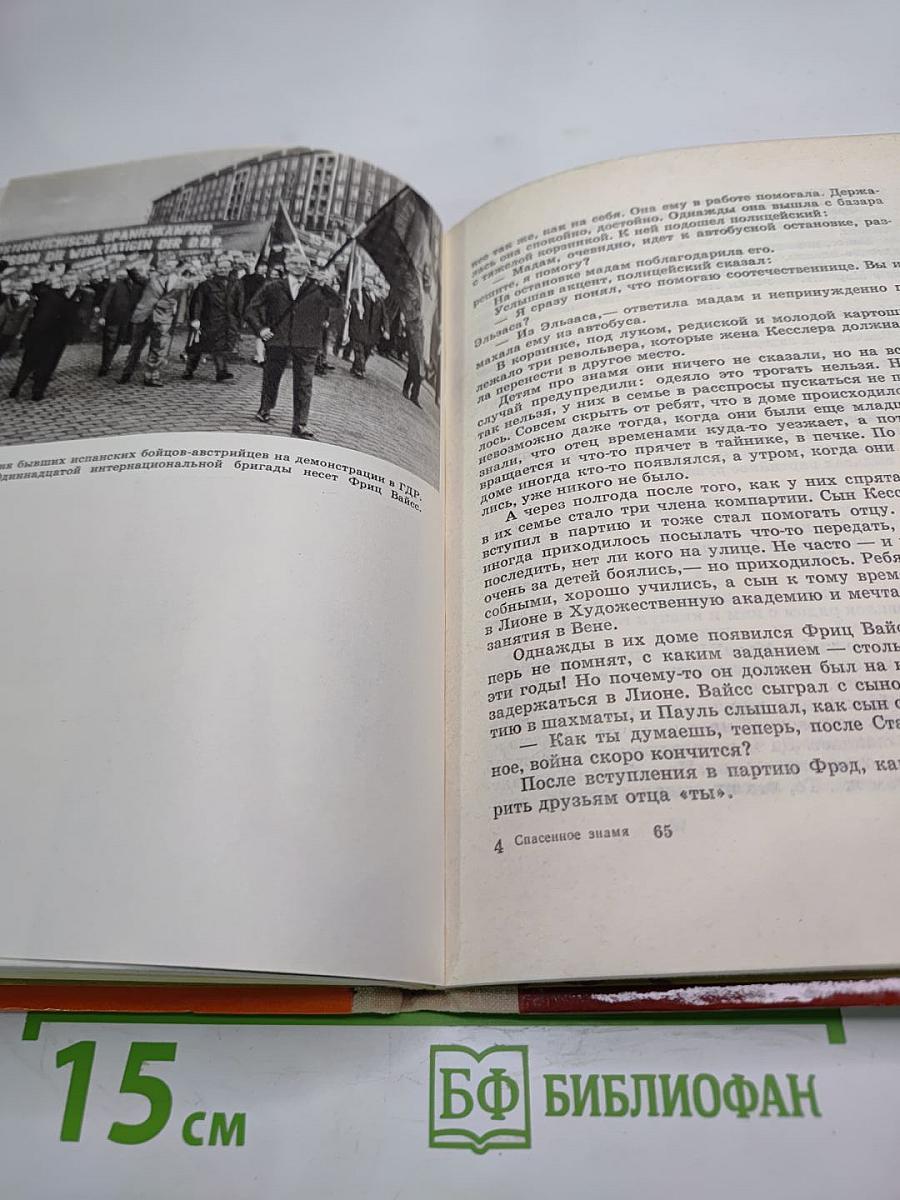 ÖSTERREICHISCHE SPANIENKÄMPFER
ия бывших испанских бойцов-австрийцев на демонстрации в ГДР.
Одиннадцатой интернациональной бригады несет Фриц Вайсс.
же так же, как на себя. Она ему в работе помогала. Держа-
лась она спокойно, достойно. Однажды она вышла с базара
с тяжелой корзинкой. К ней подошел полицейский:
— Мадам, очевидно, идет к автобусной остановке, раз-
решите, я помогу?
На остановке мадам поблагодарила его.
Услышав акцент, полицейский сказал:
— Я сразу понял, что помогаю соотечественнице. Вы и
Эльзаса?
— Из Эльзаса,— ответила мадам и непринужденно п
махала ему из автобуса.
В корзинке, под луком, редиской и молодой картош
лежало три револьвера, которые жена Кесслера должна
ла перенести в другое место.
Детям про знамя они ничего не сказали, но на вс
случай предупредили: одеяло это трогать нельзя. Н
так нельзя, у них в семье в расспросы пускаться не п
лось. Совсем скрыть от ребят, что в доме происходило
невозможно даже тогда, когда они были еще млад
знали, что отец временами куда-то уезжает, а пот
вращается и что-то прячет в тайнике, в печке. По
доме иногда кто-то появлялся, а утром, когда они
лись, уже никого не было.
А через полгода после того, как у них спрята
в их семье стало три члена компартии. Сын Кесс
вступил в партию и тоже стал помогать отцу.
иногда приходилось посылать что-то передать,
последить, нет ли кого на улице. Не часто — и
очень за детей боялись,— но приходилось. Ребя
собными, хорошо учились, а сын к тому врем
в Лионе в Художественную академию и мечта
занятия в Вене.
Однажды в их доме появился Фриц Вайс
перь не помнят, с каким заданием — столь
эти годы! Но почему-то он должен был на н
задержаться в Лионе. Вайсс сыграл с сыно
тию в шахматы, и Пауль слышал, как сын с
— Как ты думаешь, теперь, после Ста
ное, война скоро кончится?
После вступления в партию Фрэд, ка
рить друзьям отца «ты».
4 Спасенное знамя 65
15 см
БФ БИБЛИОФАН